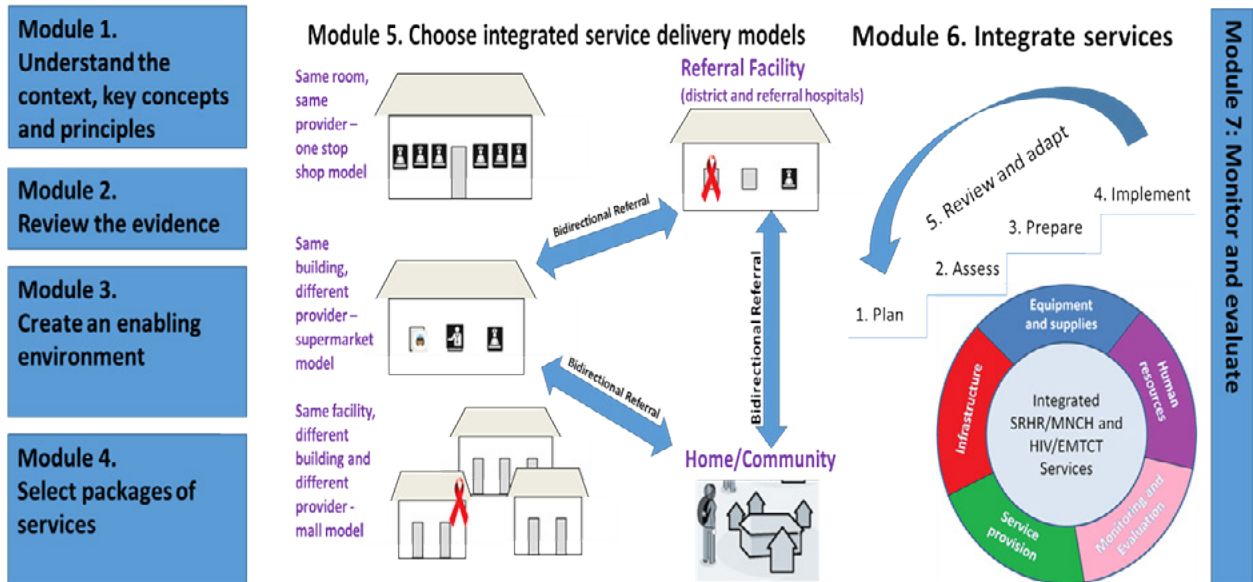 Module 1.
Understand the
context, key concepts
and principles
Module 2.
Review the evidence
Module 3.
Create an enabling
environment
Module 4.
Select packages of
services
Module 5. Choose integrated service delivery models
Same room,
same
provider –
one stop
shop model
Same
building,
different
provider –
supermarket
model
Same facility,
different
building and
different
provider -
mall model
Referral Facility
(district and referral hospitals)
Bidirectional Referral
Bidirectional Referral
Bidirectional Referral
Home/Community
Module 6. Integrate services
5. Review and adapt
4. Implement
3. Prepare
2. Assess
1. Plan
Equipment
and supplies
Human
resources
Monitoring and
Evaluation
Service
provision
Infrastructure
Integrated
SRHR/MNCH and
HIV/EMTCT
Services
Module 7: Monitor and evaluate